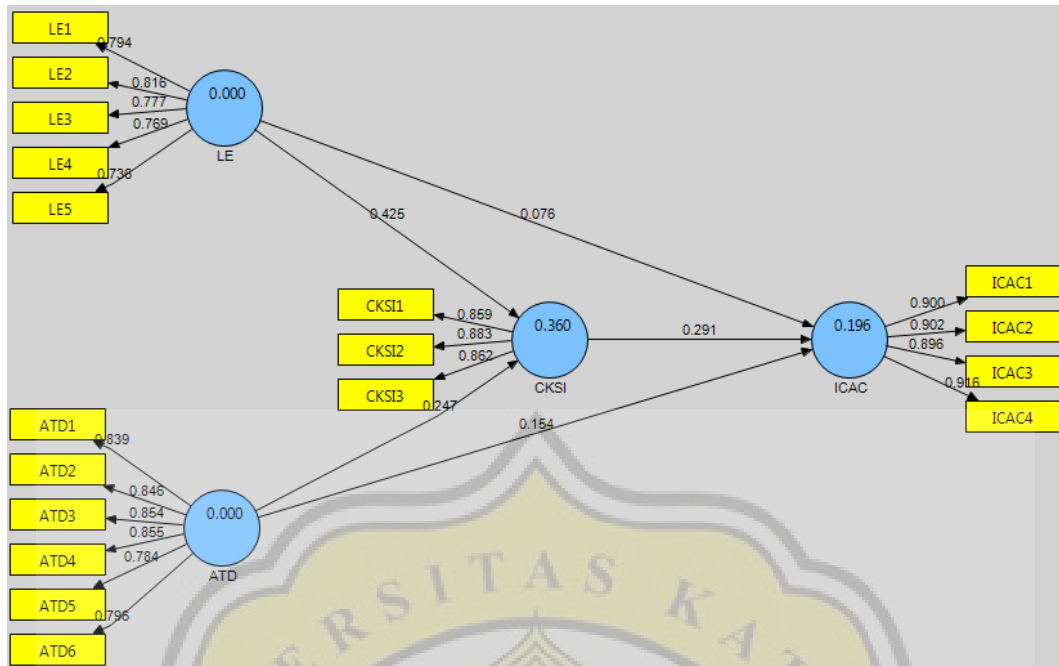 LE1
0.794
LE2
0.816
LE3
0.777
LE4
0.769
LE5
0.736
0.000
LE
0.425
0.076
CKSI1
0.859
CKSI2
0.883
CKSI3
0.862
0.360
CKSI
0.291
0.196
ICAC
ICAC1
0.900
ICAC2
0.902
ICAC3
0.896
ICAC4
0.916
0.247
0.154
ATD1
0.839
ATD2
0.846
ATD3
0.854
ATD4
0.855
ATD5
0.784
ATD6
0.796
0.000
ATD
ERSITAS KAT